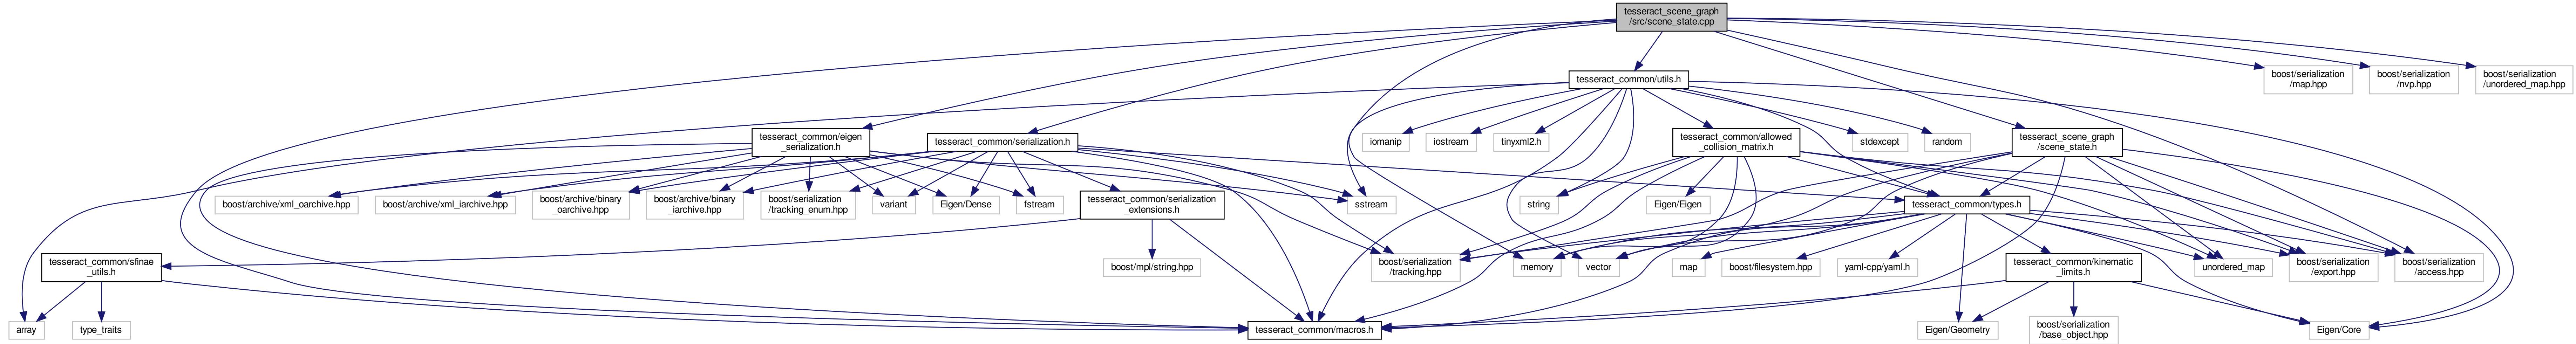 tesseract_scene_graph
/src/scene_state.cpp
tesseract_common/utils.h
boost/serialization
/map.hpp
boost/serialization
/nvp.hpp
boost/serialization
/unordered_map.hpp
tesseract_common/eigen
_serialization.h
tesseract_common/serialization.h
iomanip
iostream
tinyxml2.h
tesseract_common/allowed
_collision_matrix.h
stdexcept
random
tesseract_scene_graph
/scene_state.h
boost/archive/xml_oarchive.hpp
boost/archive/xml_iarchive.hpp
boost/archive/binary
_oarchive.hpp
boost/archive/binary
_iarchive.hpp
boost/serialization
/tracking_enum.hpp
variant
Eigen/Dense
fstream
tesseract_common/serialization
_extensions.h
sstream
string
Eigen/Eigen
tesseract_common/types.h
tesseract_common/sfinae
_utils.h
boost/mpl/string.hpp
boost/serialization
/tracking.hpp
memory
vector
map
boost/filesystem.hpp
yaml-cpp/yaml.h
tesseract_common/kinematic
_limits.h
unordered_map
boost/serialization
/export.hpp
boost/serialization
/access.hpp
array
type_traits
tesseract_common/macros.h
Eigen/Geometry
boost/serialization
/base_object.hpp
Eigen/Core